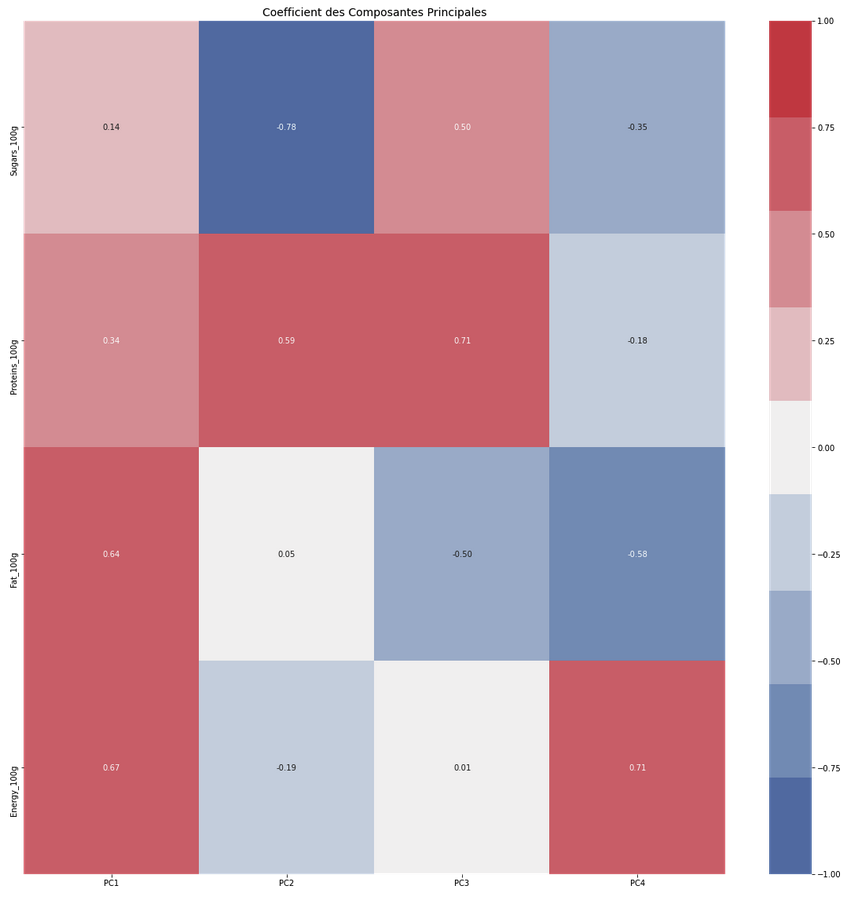 Coefficient des Composantes Principales
Sugars_100g
0.14
-0.78
0.50
-0.35
Proteins_100g
0.34
0.59
0.71
-0.18
Fat_100g
0.64
0.05
-0.50
-0.58
Energy_100g
0.67
-0.19
0.01
0.71
PC1
PC2
PC3
PC4
1.00
0.75
0.50
0.25
0.00
−0.25
−0.50
−0.75
−1.00